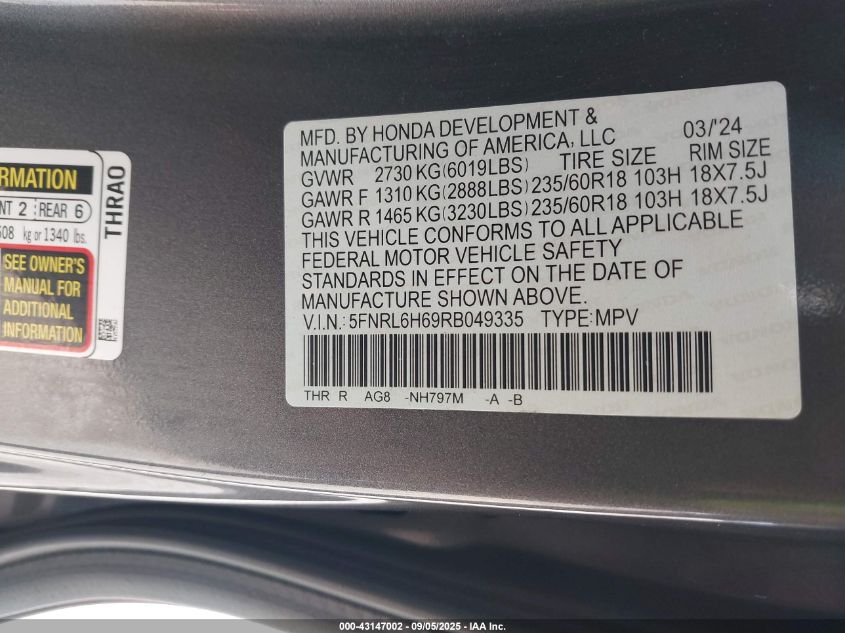 RMATION
NT 2 REAR 6
508 kg or 1340 lbs.
SEE OWNER'S
MANUAL FOR
ADDITIONAL
INFORMATION
THRA0
MFD. BY HONDA DEVELOPMENT & 03/'24
MANUFACTURING OF AMERICA, LLC
GVWR 2730 KG(6019LBS) TIRE SIZE RIM SIZE
GAWR F 1310 KG(2888LBS) 235/60R18 103H 18X7.5J
GAWR R 1465 KG(3230LBS) 235/60R18 103H 18X7.5J
THIS VEHICLE CONFORMS TO ALL APPLICABLE
FEDERAL MOTOR VEHICLE SAFETY
STANDARDS IN EFFECT ON THE DATE OF
MANUFACTURE SHOWN ABOVE.
V.I.N.: 5FNRL6H69RB049335 TYPE:MPV
THR R AG8 -NH797M -A -B
000-43147002 - 09/05/2025 - IAA Inc.